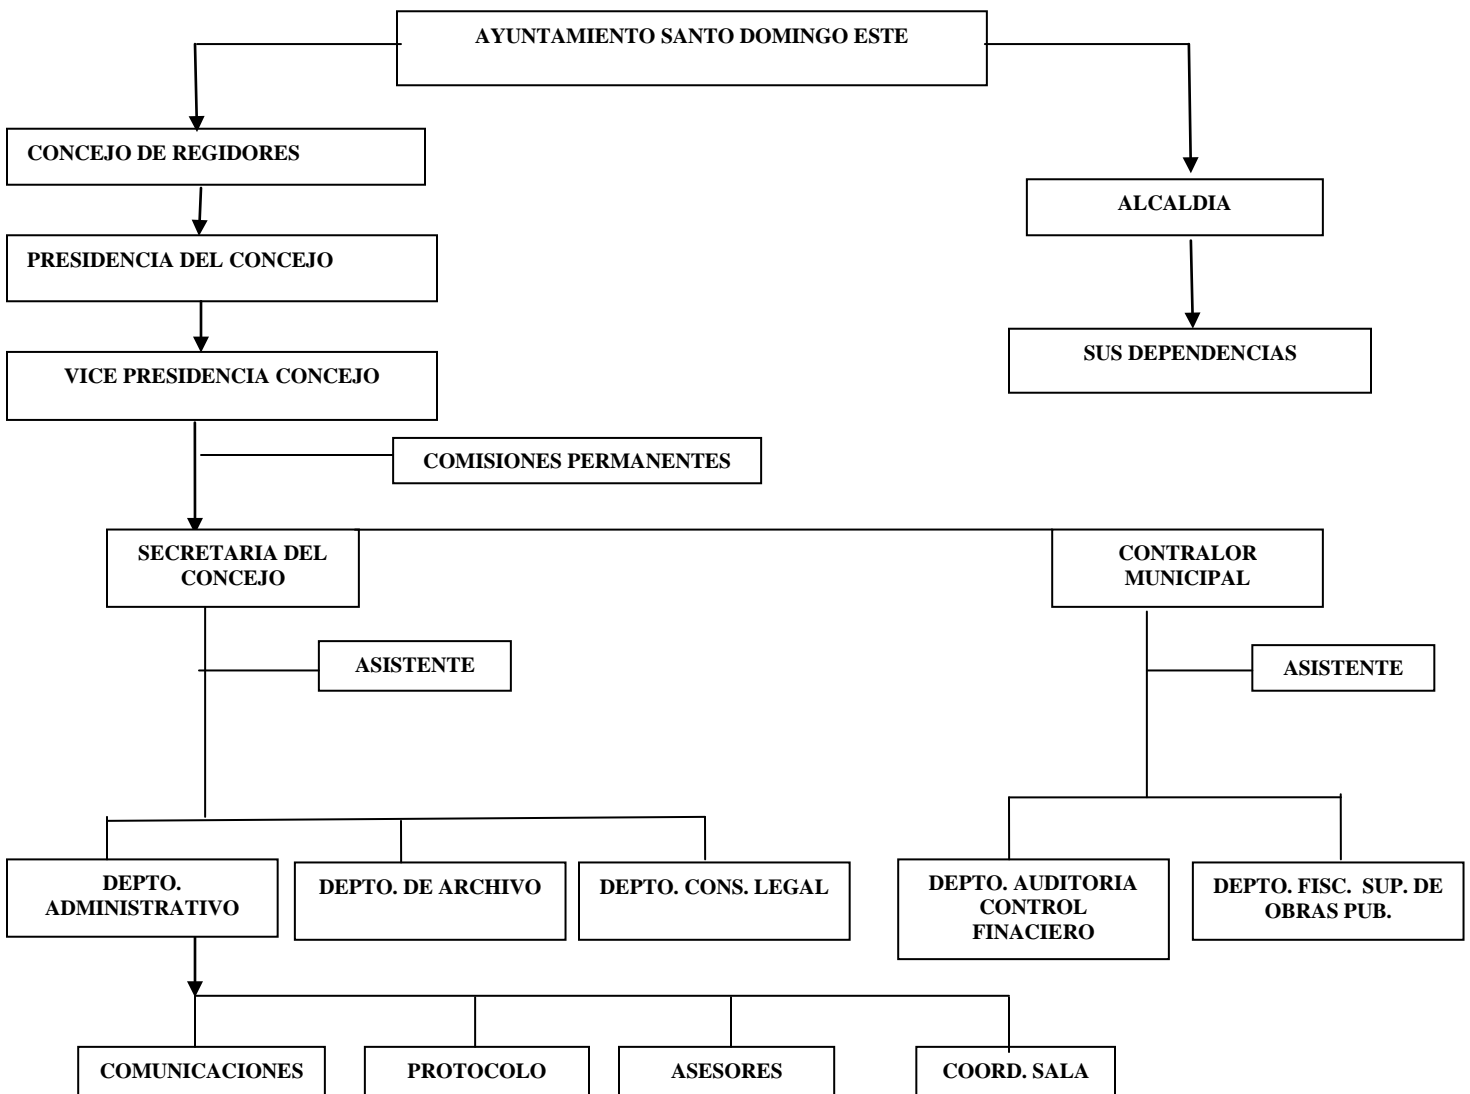 AYUNTAMIENTO SANTO DOMINGO ESTE
CONCEJO DE REGIDORES
ALCALDIA
PRESIDENCIA DEL CONCEJO
SUS DEPENDENCIAS
VICE PRESIDENCIA CONCEJO
COMISIONES PERMANENTES
SECRETARIA DEL
CONCEJO
CONTRALOR
MUNICIPAL
ASISTENTE
ASISTENTE
DEPTO.
ADMINISTRATIVO
DEPTO. DE ARCHIVO
DEPTO. CONS. LEGAL
DEPTO. AUDITORIA
CONTROL
FINACIERO
DEPTO. FISC. SUP. DE
OBRAS PUB.
COMUNICACIONES
PROTOCOLO
ASESORES
COORD. SALA